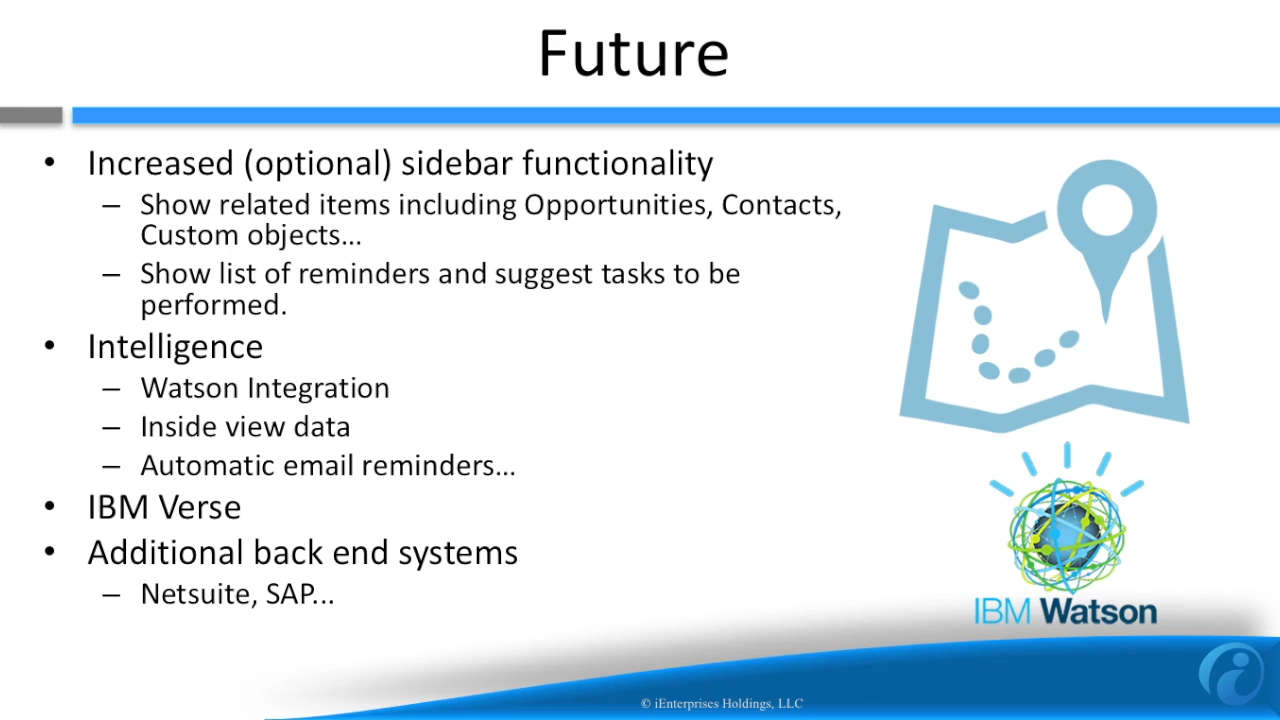 Future
• Increased (optional) sidebar functionality
– Show related items including Opportunities, Contacts,
Custom objects...
– Show list of reminders and suggest tasks to be
performed.
• Intelligence
– Watson Integration
– Inside view data
– Automatic email reminders...
• IBM Verse
• Additional back end systems
– Netsuite, SAP...
IBM Watson
© iEnterprises Holdings, LLC